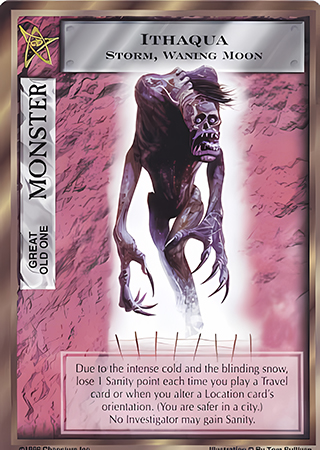 ITHAQUA
STORM, WANING MOON
MONSTER
GREAT
OLD ONE
Due to the intense cold and the blinding snow,
lose 1 Sanity point each time you play a Travel
card or when you alter a Location card's
orientation. (You are safer in a city.)
No Investigator may gain Sanity.
Illustration © By Tom Sullivan